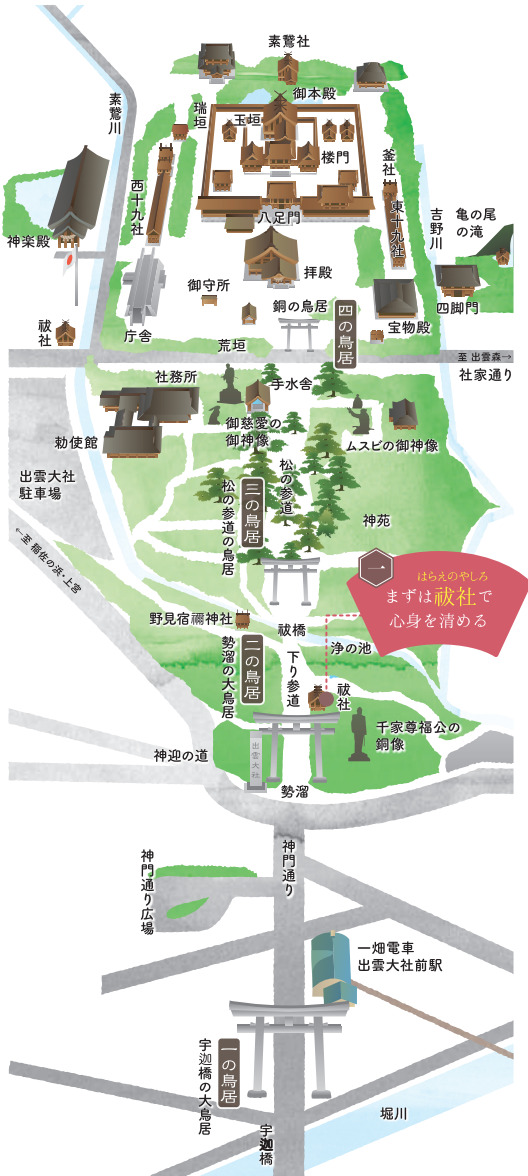 素鵞社
御本殿
素鵞川
瑞垣
玉垣
釜社
楼門
西十九社
東十九社
吉野川
亀の尾
の滝
八足門
神楽殿
拝殿
御守所
四脚門
銅の鳥居
四の鳥居
宝物殿
祓社
庁舎
荒垣
至 出雲森→
社家通り
社務所
手水舎
御慈愛の
御神像
ムスビの御神像
勅使館
出雲大社
駐車場
松の参道
三の鳥居
松の参道の鳥居
神苑
←至 稲佐の浜・上宮
一
はらえのやしろ
まずは祓社で
心身を清める
野見宿禰神社
祓橋
浄の池
二の鳥居
勢溜の大鳥居
下り参道
祓社
千家尊福公の
銅像
神迎の道
出雲大社
勢溜
神門通り
神門通り広場
一畑電車
出雲大社前駅
一の鳥居
宇迦橋の大鳥居
堀川
宇迦橋